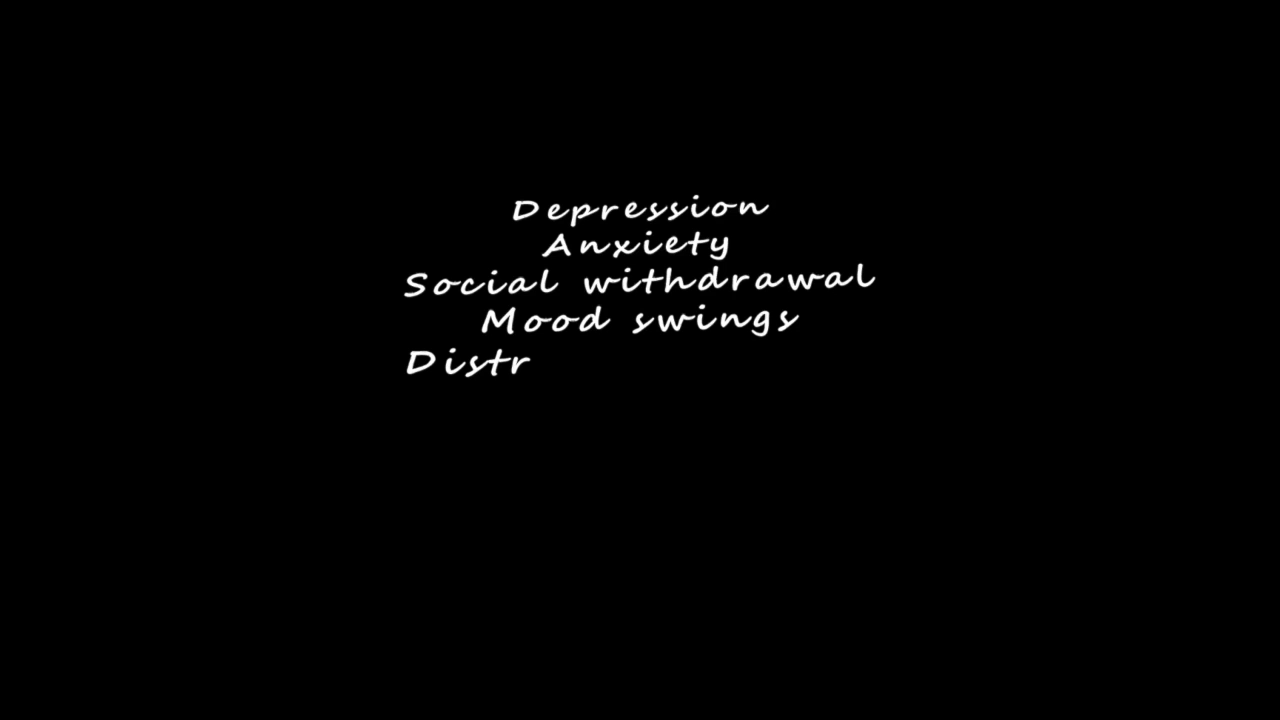 Depression
Anxiety
Social withdrawal
Mood swings
Distr